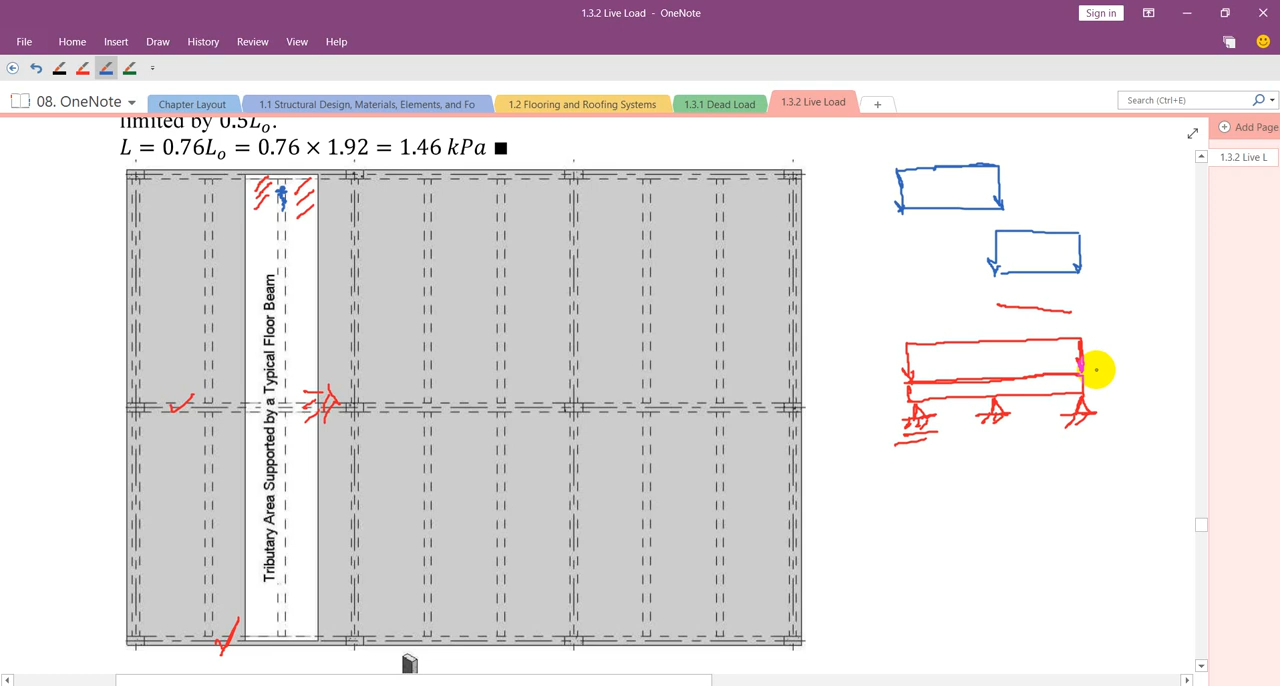 1.3.2 Live Load - OneNote
Sign in
File Home Insert Draw History Review View Help
08. OneNote
Chapter Layout
1.1 Structural Design, Materials, Elements, and Fo
1.2 Flooring and Roofing Systems
1.3.1 Dead Load
1.3.2 Live Load
Search (Ctrl+E)
Add Page
1.3.2 Live L
limited by 0.5Lₒ.
L = 0.76Lₒ = 0.76 × 1.92 = 1.46 kPa ■
Tributary Area Supported by a Typical Floor Beam